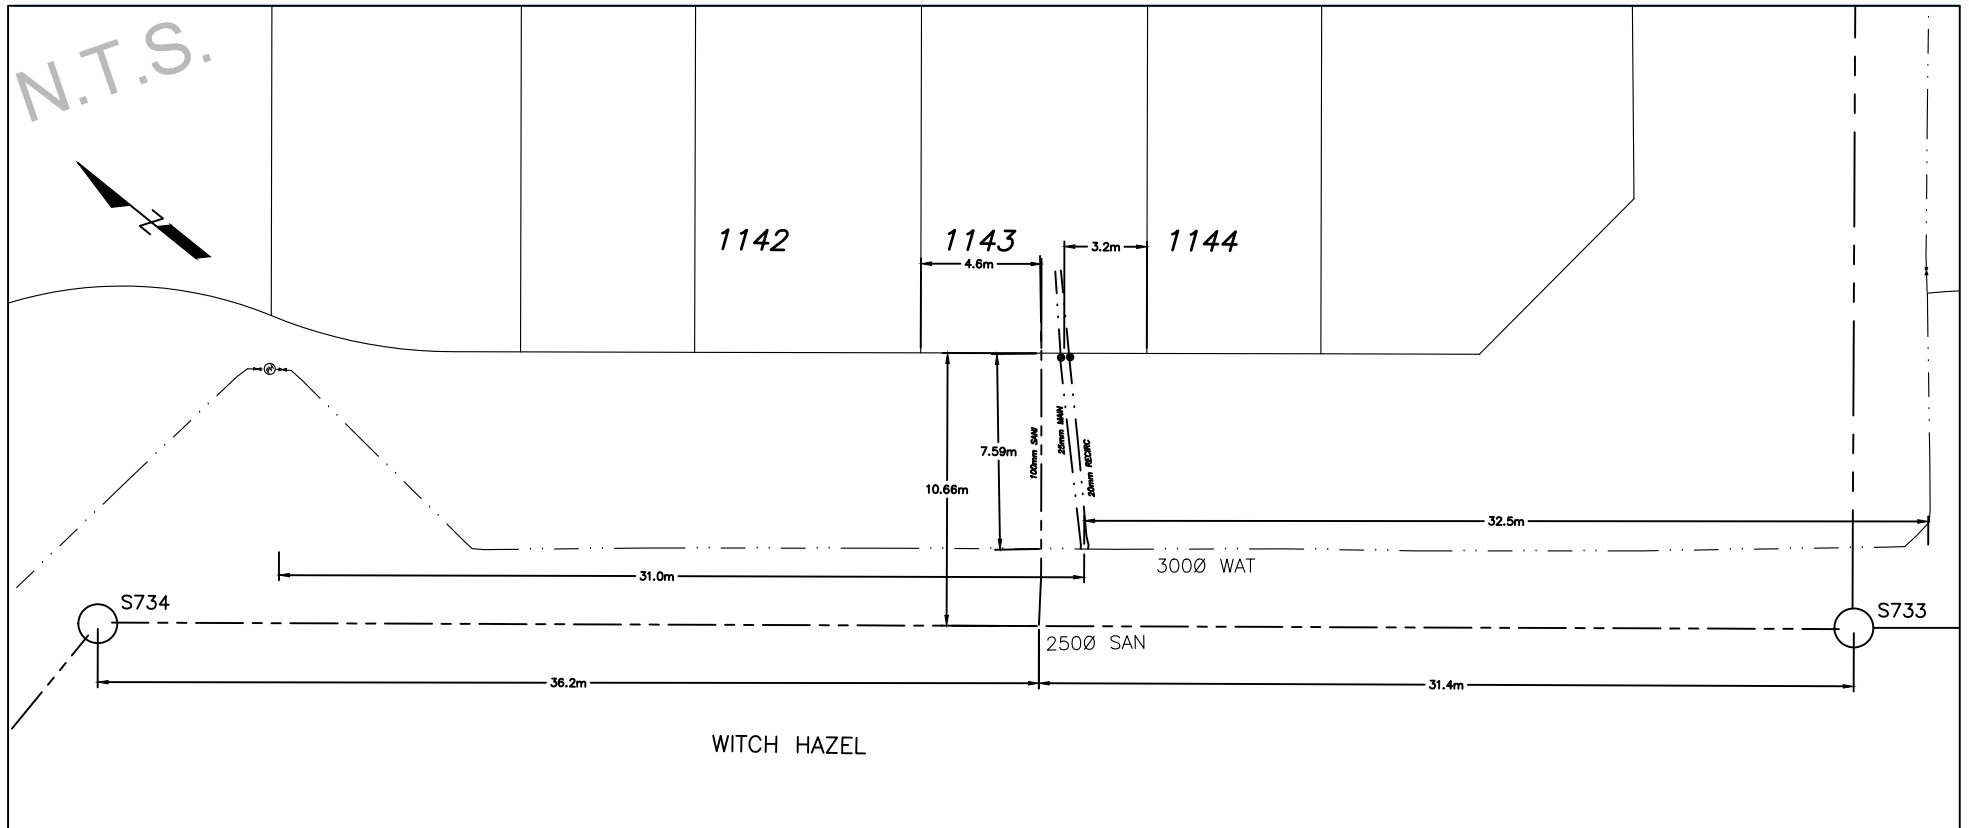 N.T.S.
N
1142
1143
1144
3.2m
4.6m
7.59m
10.66m
100mm SANI
25mm MAIN
20mm RECIRC
32.5m
300Ø WAT
31.0m
S734
S733
250Ø SAN
36.2m
31.4m
WITCH HAZEL